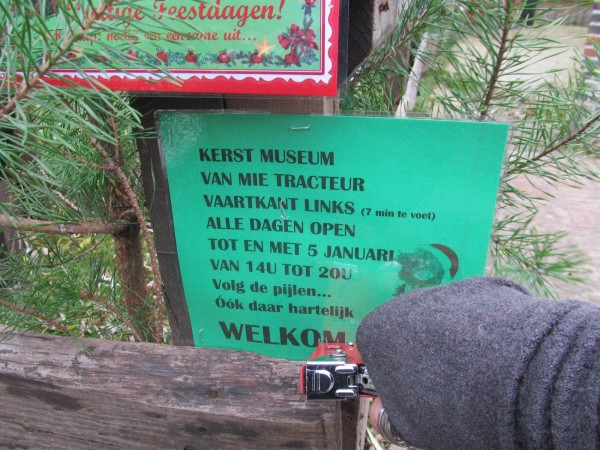 Feestdagen!
KERST MUSEUM
VAN MIE TRACTEUR
VAARTKANT LINKS (7 min te voet)
ALLE DAGEN OPEN
TOT EN MET 5 JANUARI
VAN 14U TOT 20U
Volg de pijlen...
Óók daar hartelijk
WELKOM